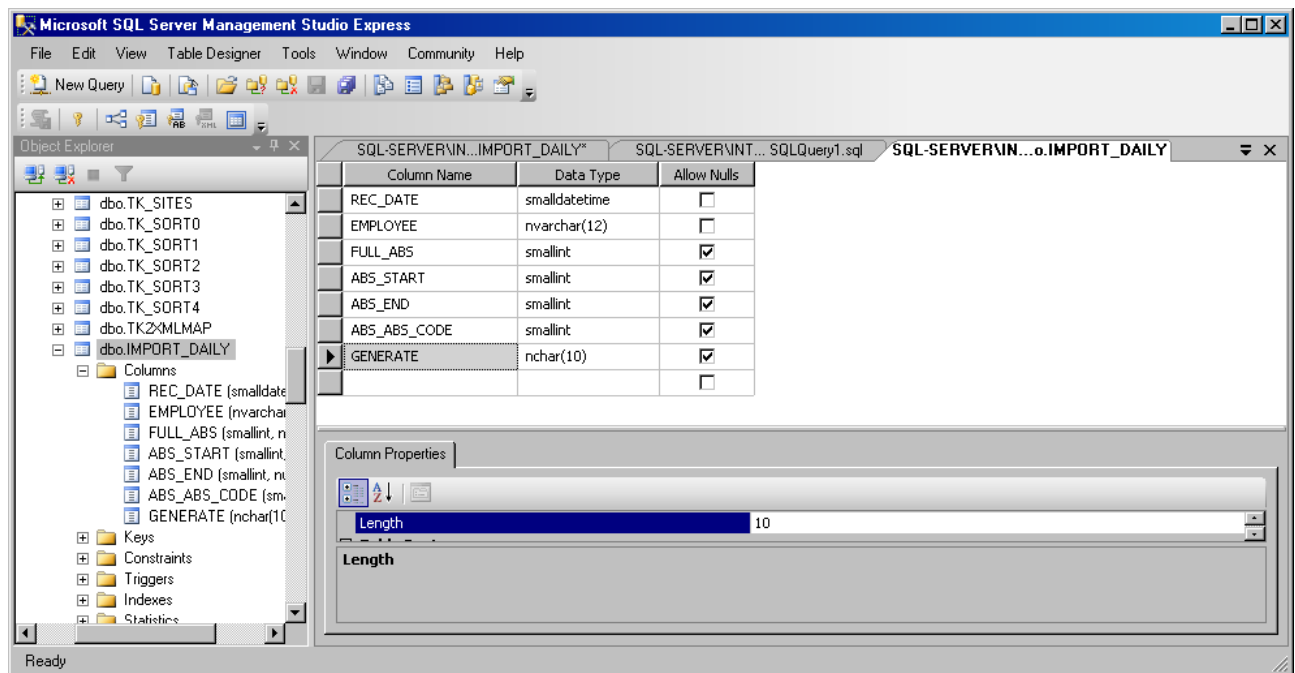 Microsoft SQL Server Management Studio Express
File Edit View Table Designer Tools Window Community Help
New Query
Object Explorer
SQL-SERVER\IN...IMPORT_DAILY* SQL-SERVER\INT... SQLQuery1.sql SQL-SERVER\IN...o.IMPORT_DAILY
dbo.TK_SITES
dbo.TK_SORT0
dbo.TK_SORT1
dbo.TK_SORT2
dbo.TK_SORT3
dbo.TK_SORT4
dbo.TK2XMLMAP
dbo.IMPORT_DAILY
Columns
REC_DATE (smalldate
EMPLOYEE (nvarchar
FULL_ABS (smallint, n
ABS_START (smallint,
ABS_END (smallint, nu
ABS_ABS_CODE (sma
GENERATE (nchar(10
Keys
Constraints
Triggers
Indexes
Statistics
Column Name Data Type Allow Nulls
REC_DATE smalldatetime
EMPLOYEE nvarchar(12)
FULL_ABS smallint
ABS_START smallint
ABS_END smallint
ABS_ABS_CODE smallint
GENERATE nchar(10)
Column Properties
Length 10
Length
Ready